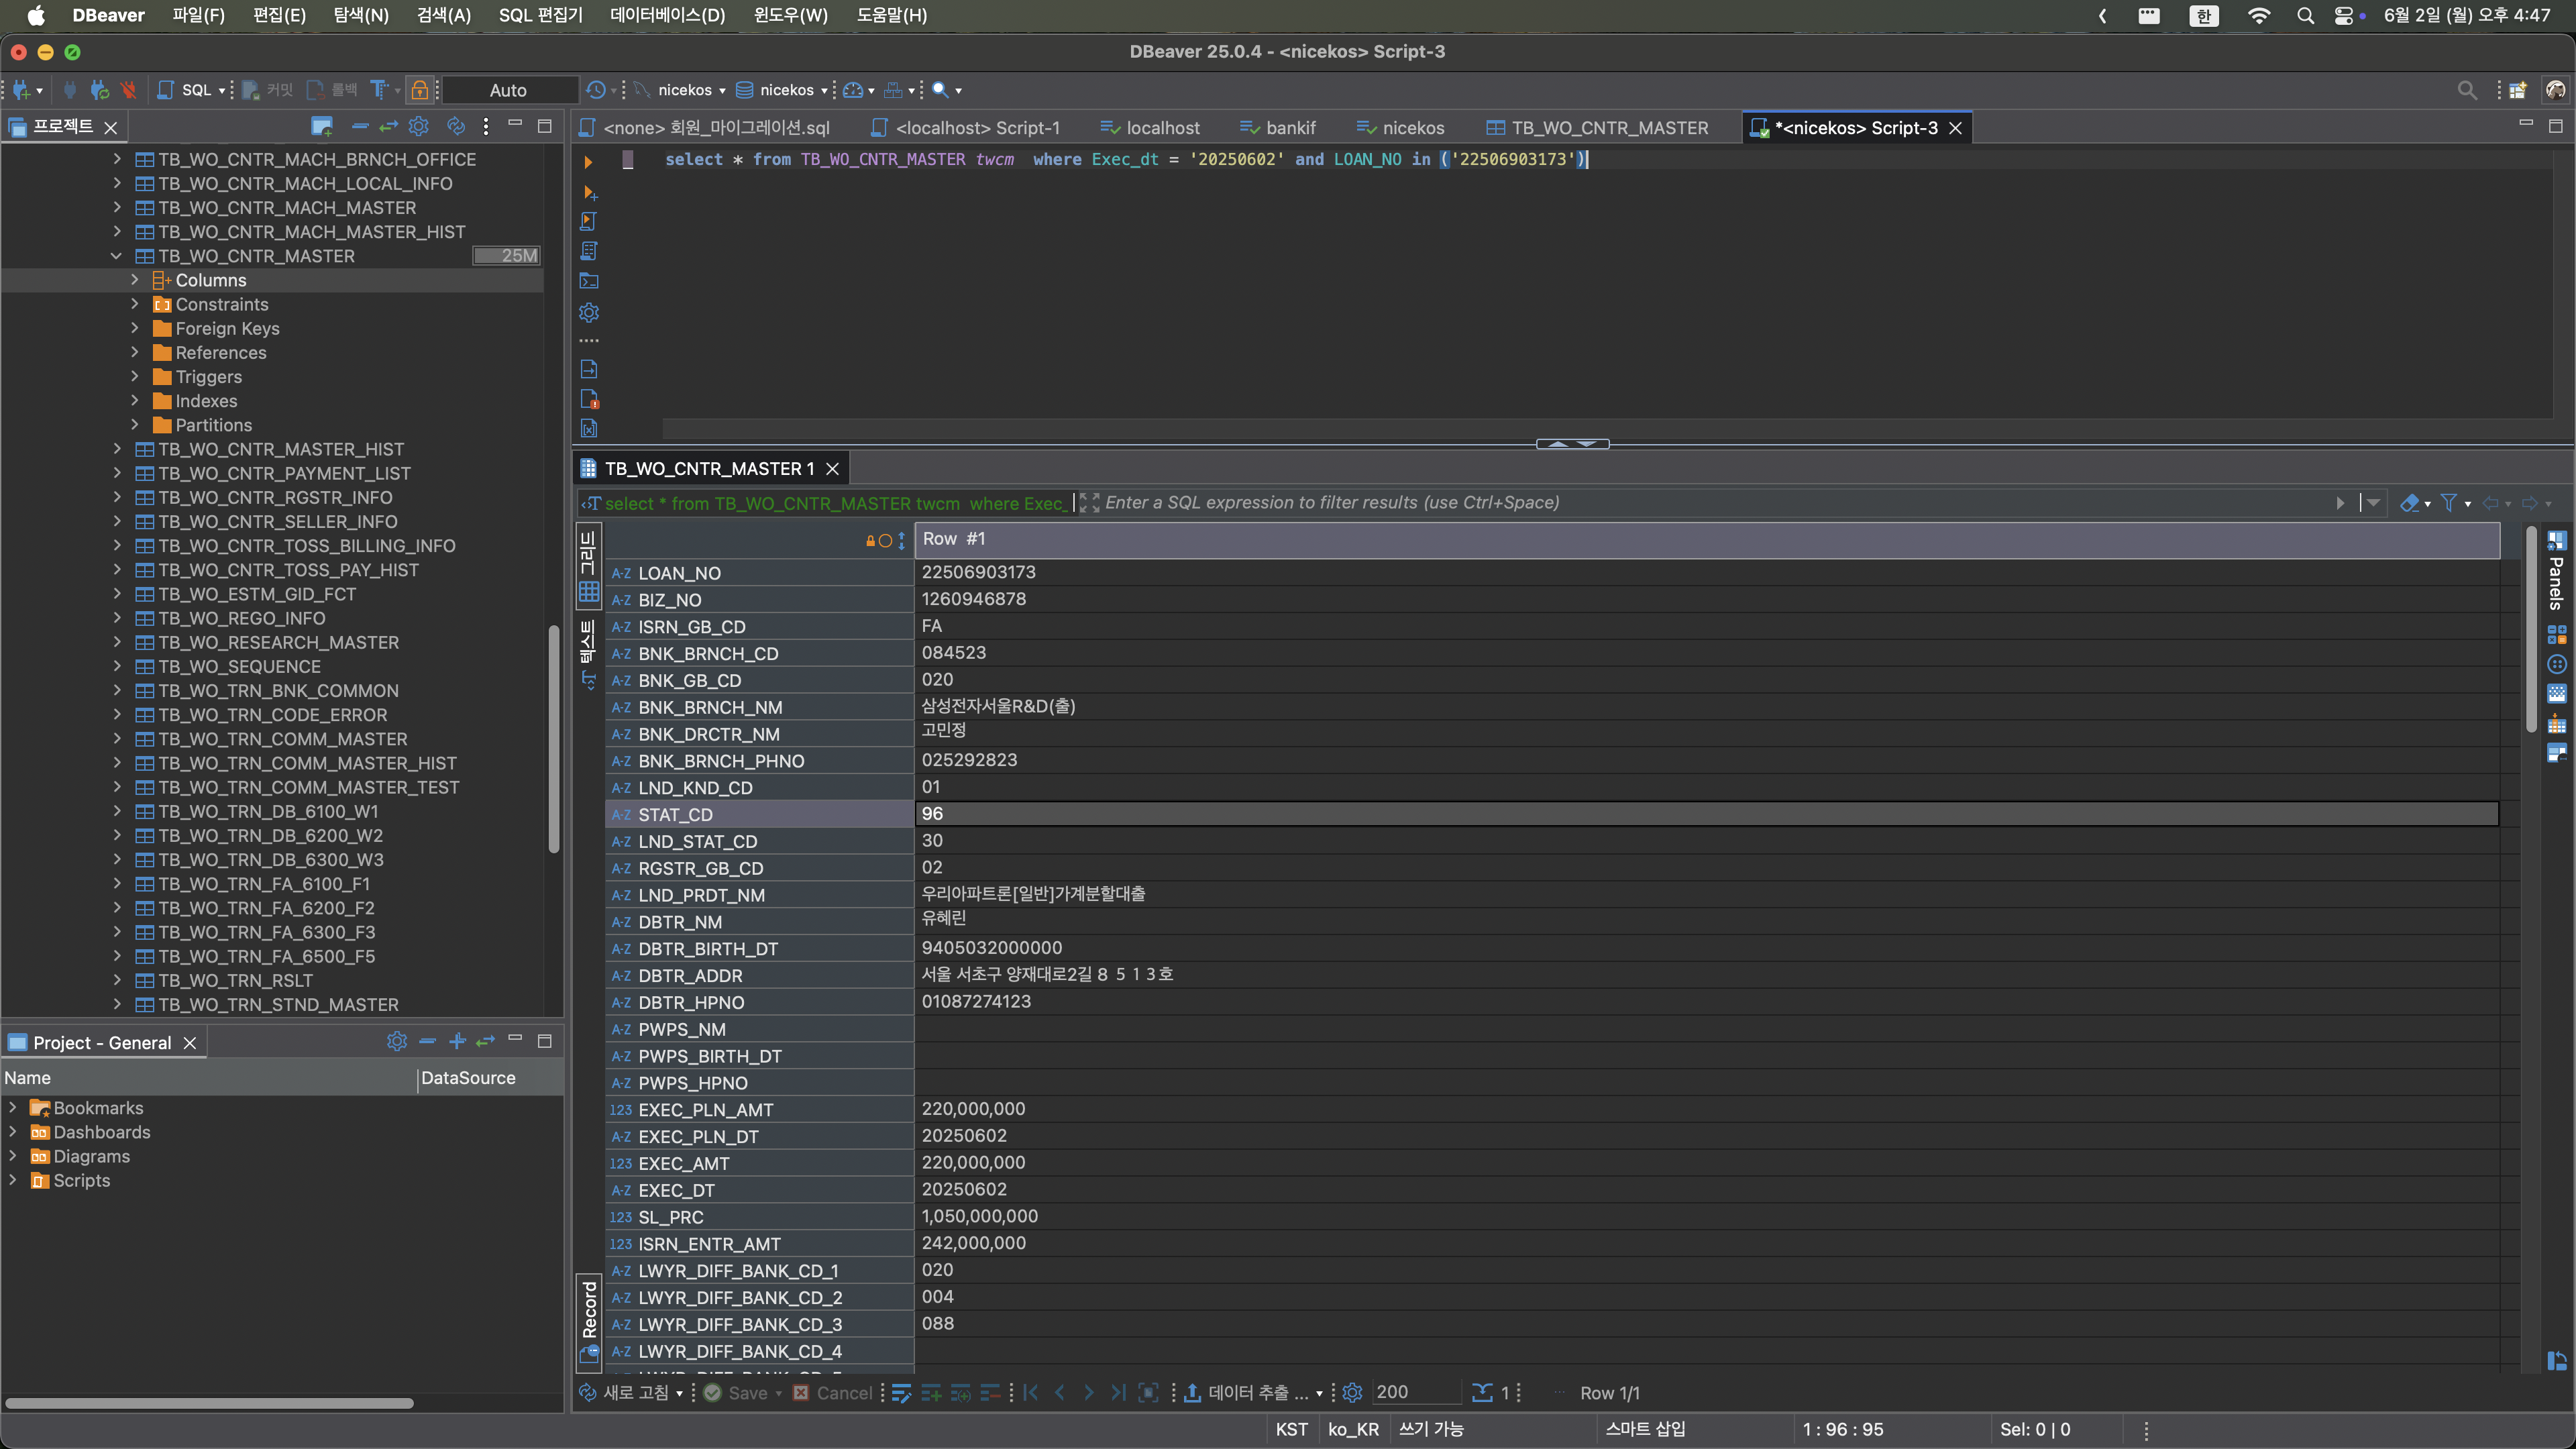 DBeaver 파일(F) 편집(E) 탐색(N) 검색(A) SQL 편집기 데이터베이스(D) 윈도우(W) 도움말(H) 한 6월 2일 (월) 오후 4:47
DBeaver 25.0.4 - <nicekos> Script-3
SQL 커밋 롤백 Auto nicekos nicekos
프로젝트
<none> 회원_마이그레이션.sql <localhost> Script-1 localhost bankif nicekos TB_WO_CNTR_MASTER *<nicekos> Script-3
select * from TB_WO_CNTR_MASTER twcm where Exec_dt = '20250602' and LOAN_NO in ('22506903173')
TB_WO_CNTR_MACH_BRNCH_OFFICE
TB_WO_CNTR_MACH_LOCAL_INFO
TB_WO_CNTR_MACH_MASTER
TB_WO_CNTR_MACH_MASTER_HIST
TB_WO_CNTR_MASTER 25M
Columns
Constraints
Foreign Keys
References
Triggers
Indexes
Partitions
TB_WO_CNTR_MASTER_HIST
TB_WO_CNTR_PAYMENT_LIST
TB_WO_CNTR_RGSTR_INFO
TB_WO_CNTR_SELLER_INFO
TB_WO_CNTR_TOSS_BILLING_INFO
TB_WO_CNTR_TOSS_PAY_HIST
TB_WO_ESTM_GID_FCT
TB_WO_REGO_INFO
TB_WO_RESEARCH_MASTER
TB_WO_SEQUENCE
TB_WO_TRN_BNK_COMMON
TB_WO_TRN_CODE_ERROR
TB_WO_TRN_COMM_MASTER
TB_WO_TRN_COMM_MASTER_HIST
TB_WO_TRN_COMM_MASTER_TEST
TB_WO_TRN_DB_6100_W1
TB_WO_TRN_DB_6200_W2
TB_WO_TRN_DB_6300_W3
TB_WO_TRN_FA_6100_F1
TB_WO_TRN_FA_6200_F2
TB_WO_TRN_FA_6300_F3
TB_WO_TRN_FA_6500_F5
TB_WO_TRN_RSLT
TB_WO_TRN_STND_MASTER
Project - General
Name DataSource
Bookmarks
Dashboards
Diagrams
Scripts
TB_WO_CNTR_MASTER 1
select * from TB_WO_CNTR_MASTER twcm where Exec_ Enter a SQL expression to filter results (use Ctrl+Space)
그리드
텍스트
Record
Panels
Row #1
A-Z LOAN_NO 22506903173
A-Z BIZ_NO 1260946878
A-Z ISRN_GB_CD FA
A-Z BNK_BRNCH_CD 084523
A-Z BNK_GB_CD 020
A-Z BNK_BRNCH_NM 삼성전자서울R&D(출)
A-Z BNK_DRCTR_NM 고민정
A-Z BNK_BRNCH_PHNO 025292823
A-Z LND_KND_CD 01
A-Z STAT_CD 96
A-Z LND_STAT_CD 30
A-Z RGSTR_GB_CD 02
A-Z LND_PRDT_NM 우리아파트론[일반]가계분할대출
A-Z DBTR_NM 유혜린
A-Z DBTR_BIRTH_DT 9405032000000
A-Z DBTR_ADDR 서울 서초구 양재대로2길 8 5 1 3 호
A-Z DBTR_HPNO 01087274123
A-Z PWPS_NM
A-Z PWPS_BIRTH_DT
A-Z PWPS_HPNO
123 EXEC_PLN_AMT 220,000,000
A-Z EXEC_PLN_DT 20250602
123 EXEC_AMT 220,000,000
A-Z EXEC_DT 20250602
123 SL_PRC 1,050,000,000
123 ISRN_ENTR_AMT 242,000,000
A-Z LWYR_DIFF_BANK_CD_1 020
A-Z LWYR_DIFF_BANK_CD_2 004
A-Z LWYR_DIFF_BANK_CD_3 088
A-Z LWYR_DIFF_BANK_CD_4
새로 고침 Save Cancel 데이터 추출 ... 200 1 Row 1/1
KST ko_KR 쓰기 가능 스마트 삽입 1 : 96 : 95 Sel: 0 | 0